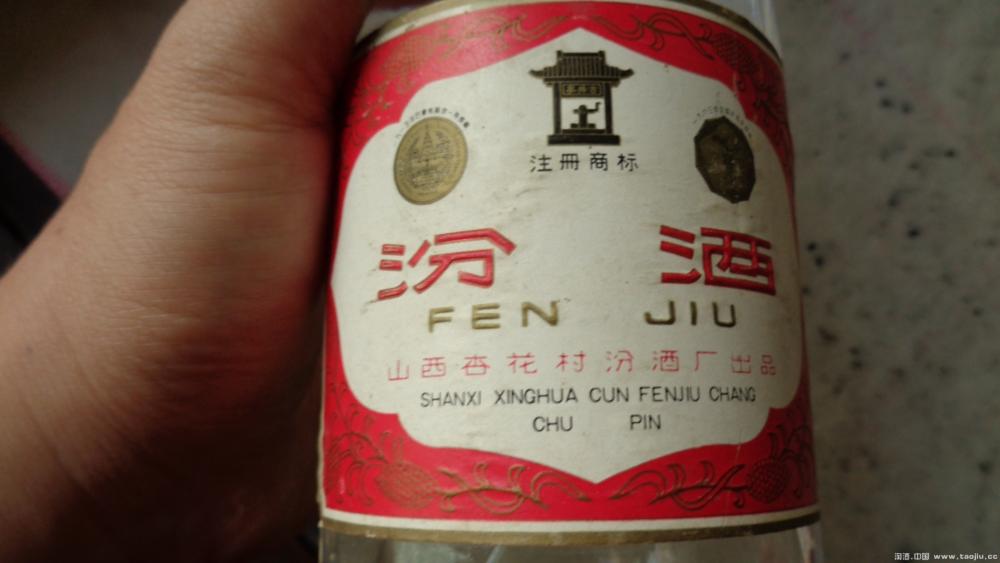 注冊商标
汾酒
FEN JIU
山西杏花村汾酒厂出品
SHANXI XINGHUA CUN FENJIU CHANG
CHU PIN
淘酒.中国 www.taojiu.cc